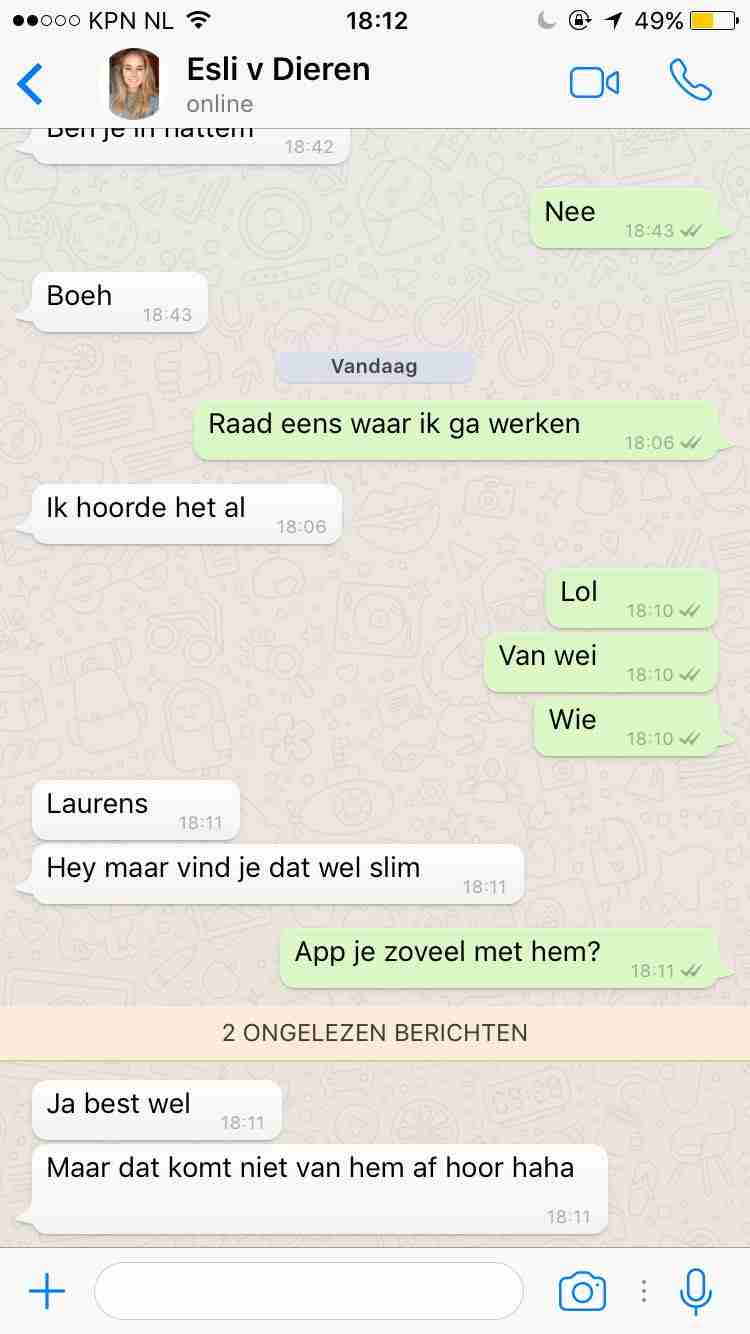 KPN NL 18:12 49%
Esli v Dieren
online
Ben je in hattem 18:42
Nee 18:43
Boeh 18:43
Vandaag
Raad eens waar ik ga werken 18:06
Ik hoorde het al 18:06
Lol 18:10
Van wei 18:10
Wie 18:10
Laurens 18:11
Hey maar vind je dat wel slim 18:11
App je zoveel met hem? 18:11
2 ONGELEZEN BERICHTEN
Ja best wel 18:11
Maar dat komt niet van hem af hoor haha
18:11